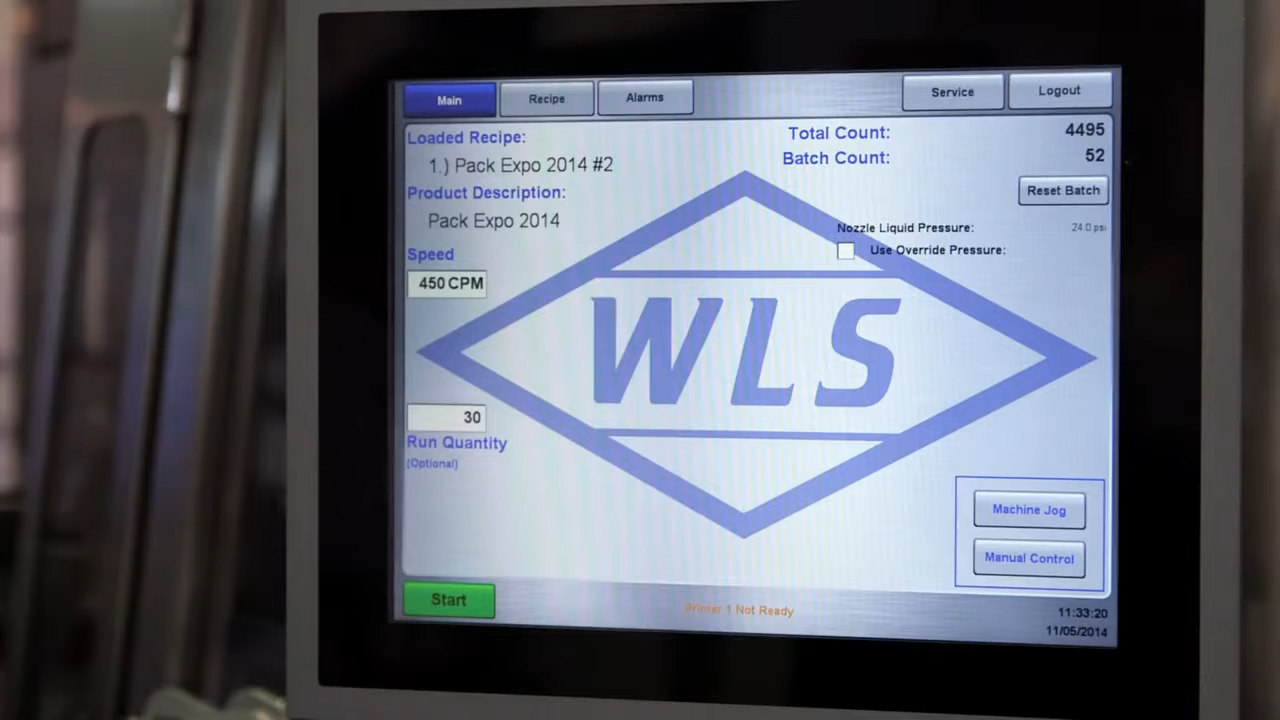 Main
Recipe
Alarms
Service
Logout
Loaded Recipe:
1.) Pack Expo 2014 #2
Product Description:
Pack Expo 2014
Total Count: 4495
Batch Count: 52
Reset Batch
Nozzle Liquid Pressure: 24.0 psi
Use Override Pressure:
Speed
450 CPM
WLS
30
Run Quantity
(Optional)
Machine Jog
Manual Control
Start
Printer 1 Not Ready
11:33:20
11/05/2014